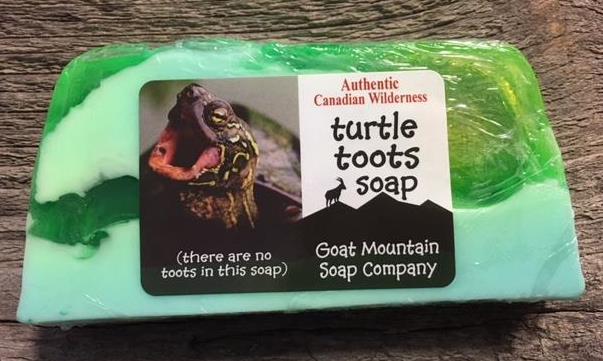 Authentic
Canadian Wilderness
turtle
toots
soap
(there are no
toots in this soap)
Goat Mountain
Soap Company